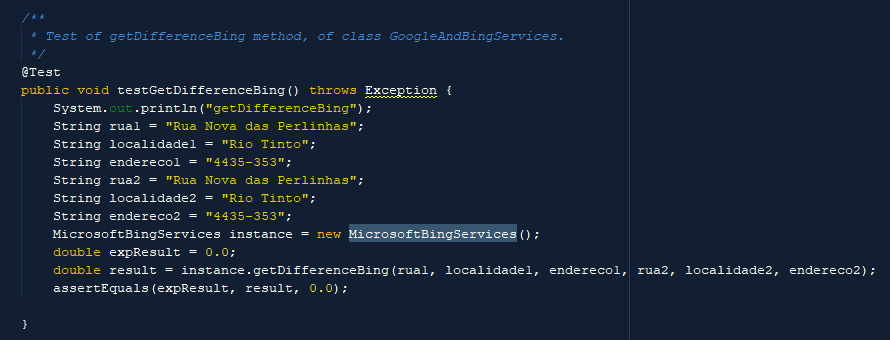 /**
 * Test of getDifferenceBing method, of class GoogleAndBingServices.
 */
@Test
public void testGetDifferenceBing() throws Exception {
    System.out.println("getDifferenceBing");
    String rua1 = "Rua Nova das Perlinhas";
    String localidade1 = "Rio Tinto";
    String endereco1 = "4435-353";
    String rua2 = "Rua Nova das Perlinhas";
    String localidade2 = "Rio Tinto";
    String endereco2 = "4435-353";
    MicrosoftBingServices instance = new MicrosoftBingServices();
    double expResult = 0.0;
    double result = instance.getDifferenceBing(rua1, localidade1, endereco1, rua2, localidade2, endereco2);
    assertEquals(expResult, result, 0.0);
}